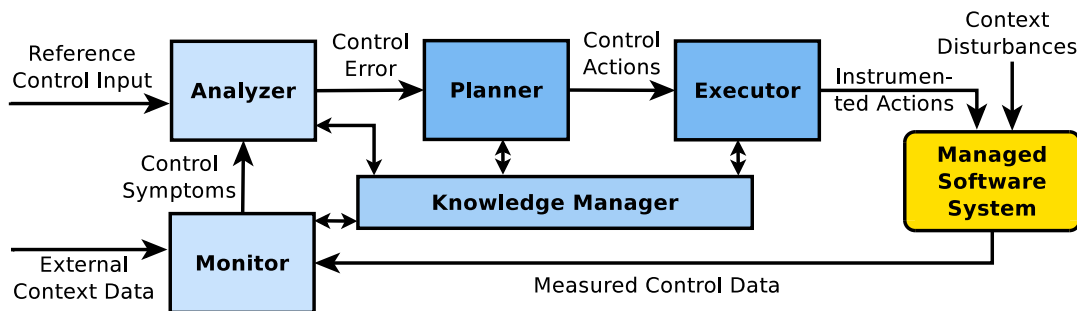 Reference
Control Input
Analyzer
Control
Error
Planner
Control
Actions
Executor
Instrumen-
ted Actions
Context
Disturbances
Managed
Software
System
Control
Symptoms
Knowledge Manager
External
Context Data
Monitor
Measured Control Data